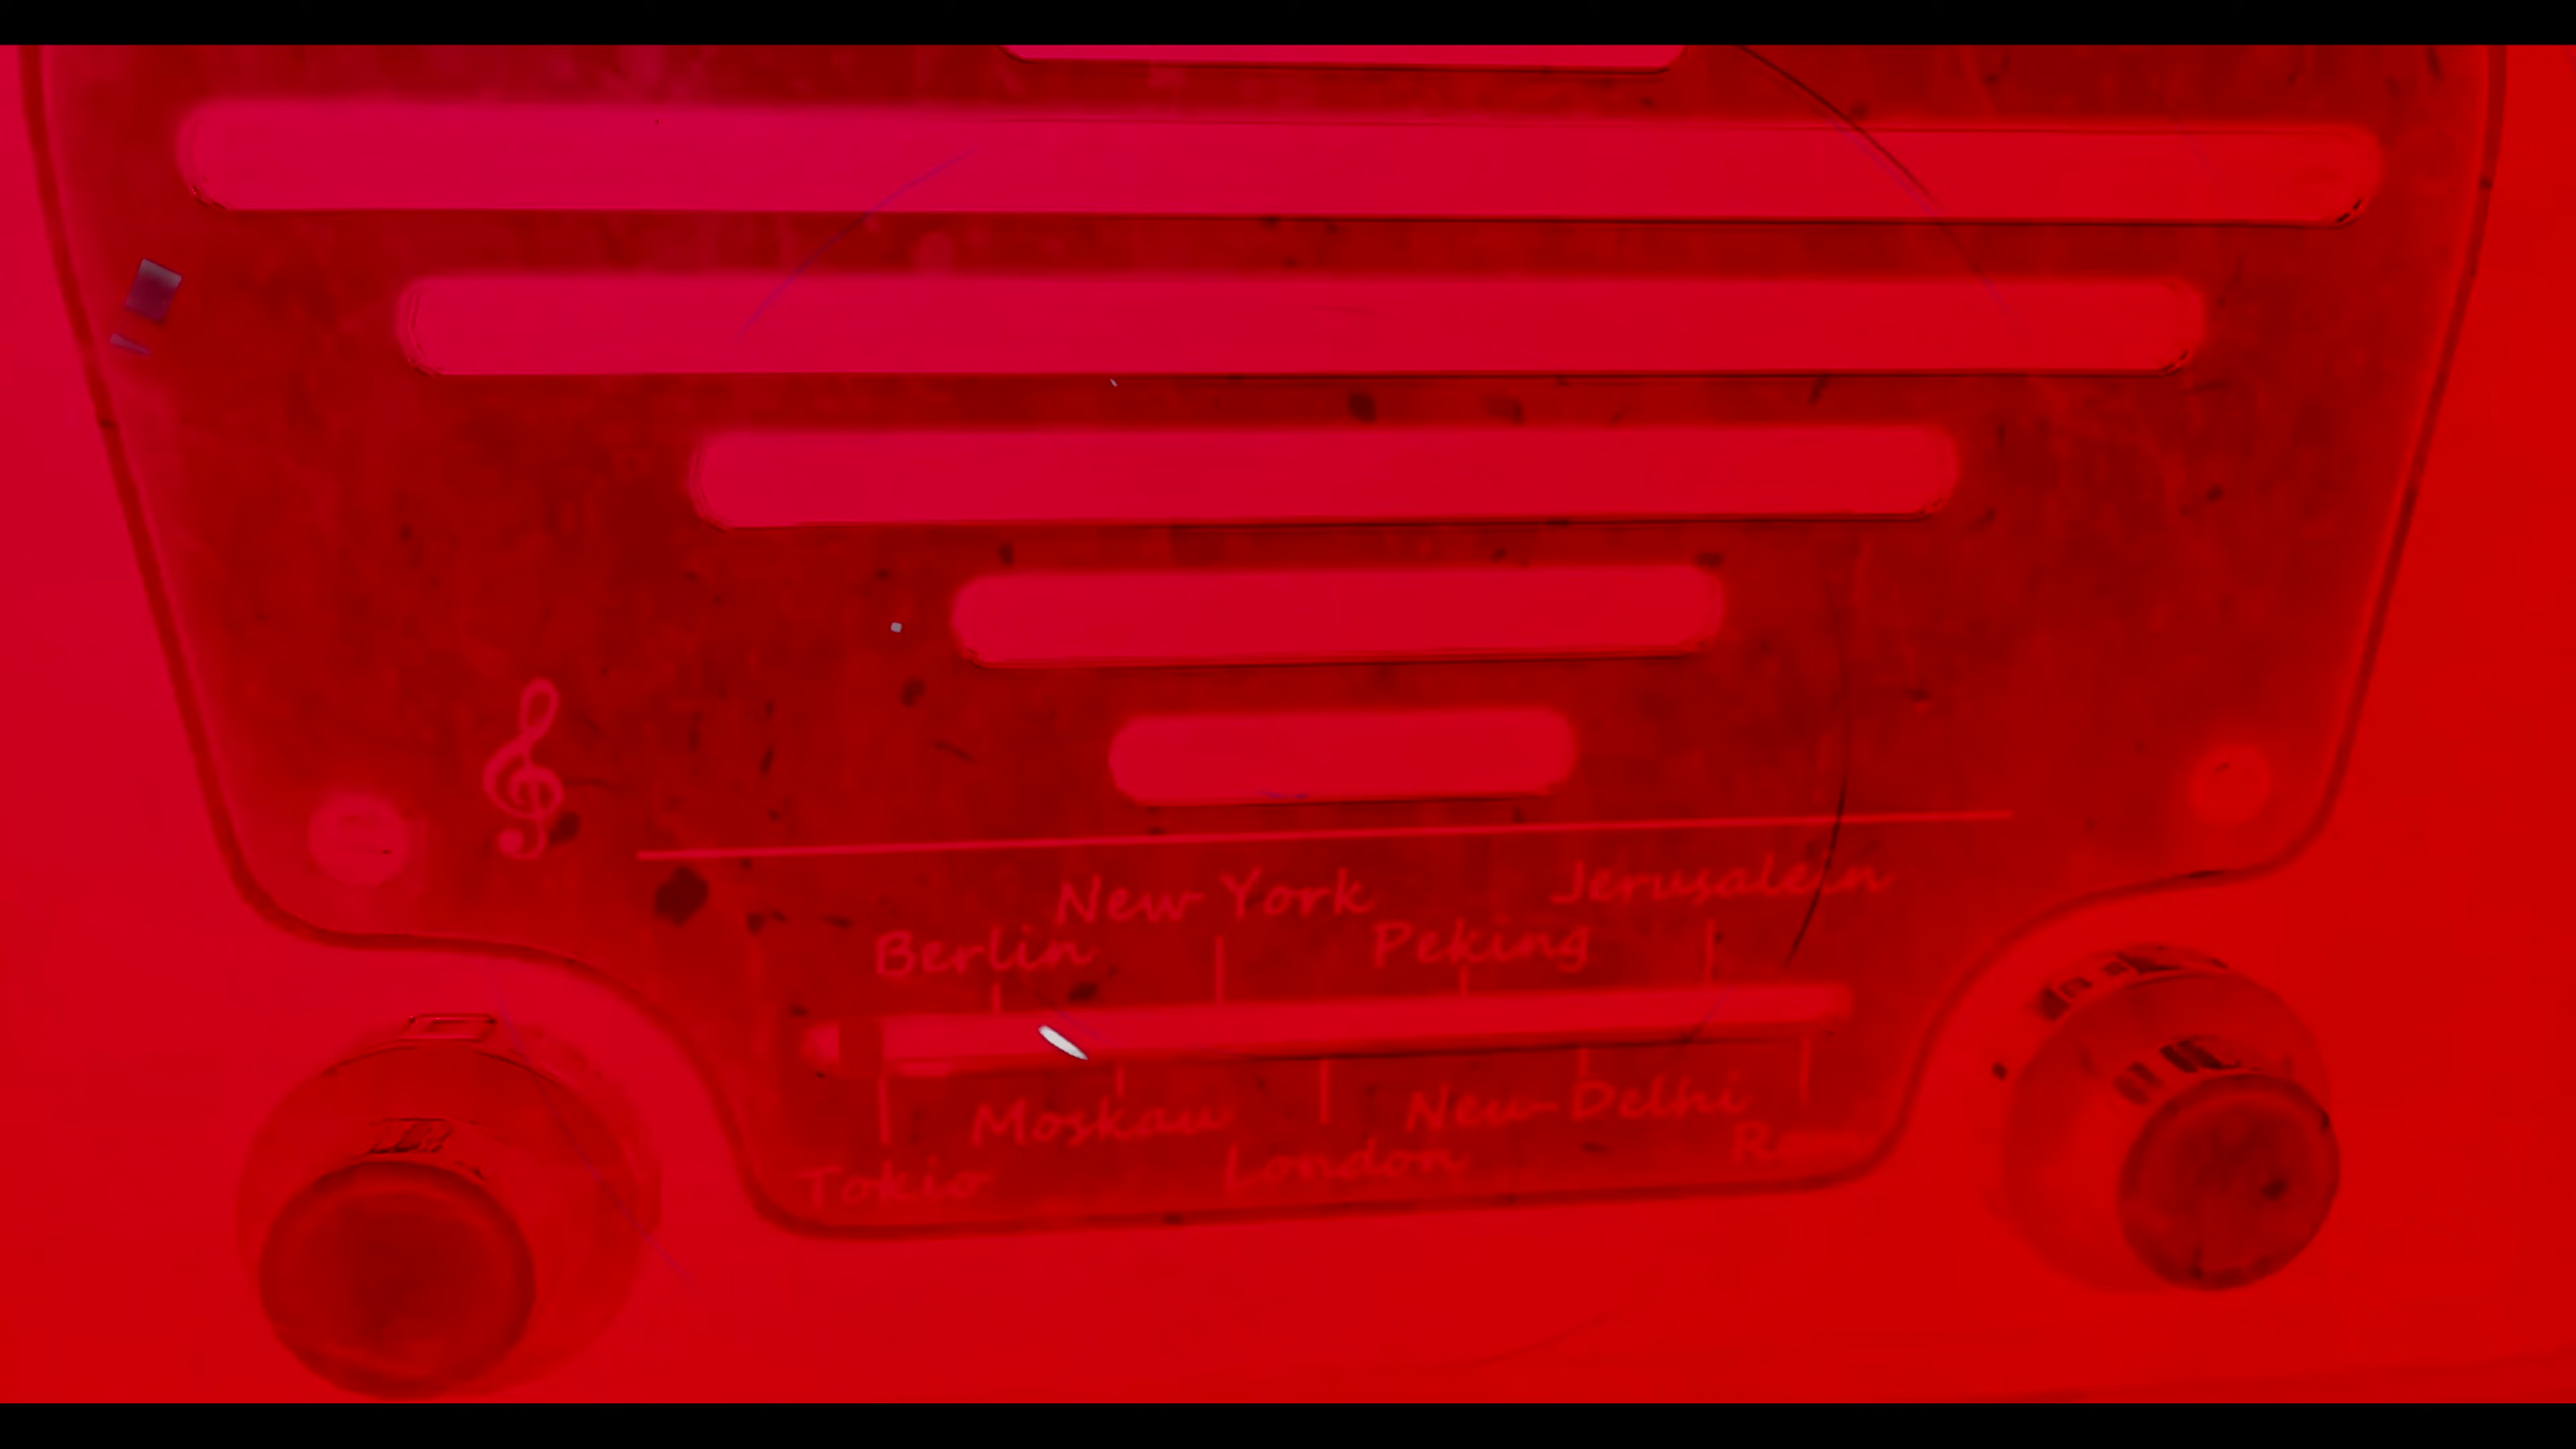 New York
Jerusalem
Berlin
Peking
Moskau
New-Delhi
Tokio
London